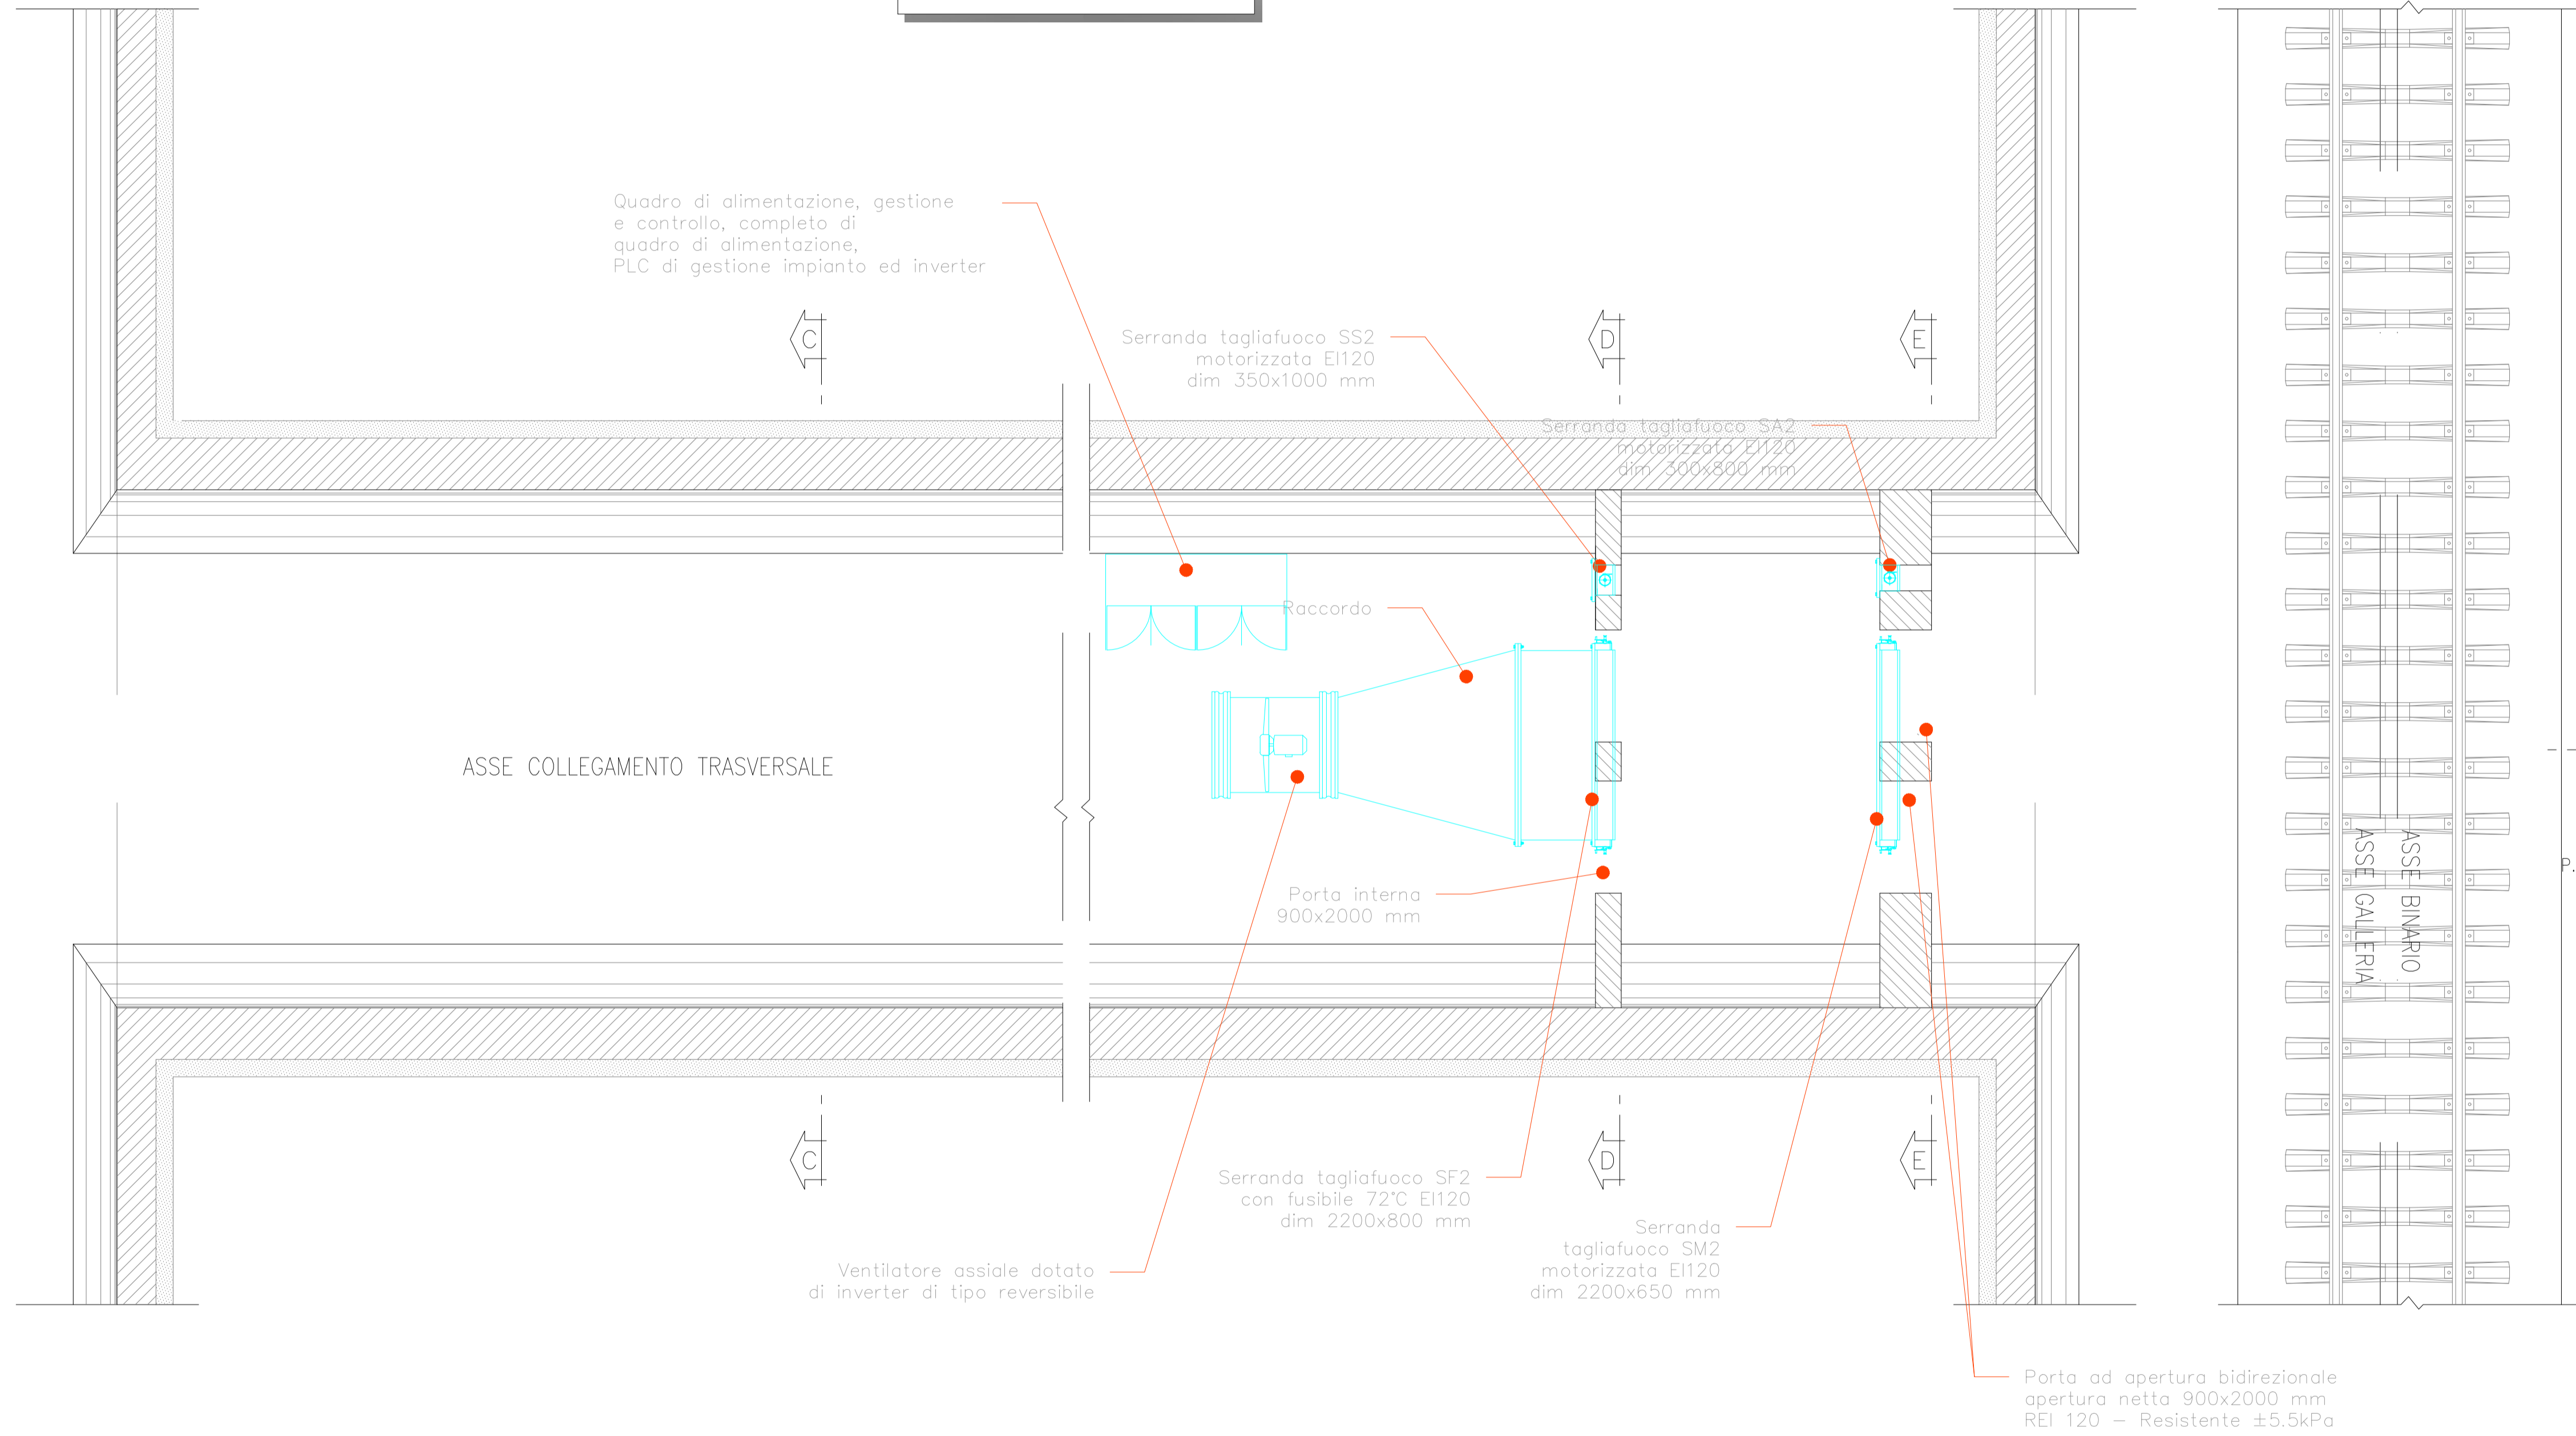 Quadro di alimentazione, gestione
e controllo, completo di
quadro di alimentazione,
PLC di gestione impianto ed inverter
C
D
E
Serranda tagliafuoco SS2
motorizzata EI120
dim 350x1000 mm
Serranda tagliafuoco SA2
motorizzata EI120
dim 300x800 mm
Raccordo
ASSE COLLEGAMENTO TRASVERSALE
ASSE GALLERIA
ASSE BINARIO
P.
Porta interna
900x2000 mm
C
D
E
Serranda tagliafuoco SF2
con fusibile 72°C EI120
dim 2200x800 mm
Serranda
tagliafuoco SM2
motorizzata EI120
dim 2200x650 mm
Ventilatore assiale dotato
di inverter di tipo reversibile
Porta ad apertura bidirezionale
apertura netta 900x2000 mm
REI 120 – Resistente ±5.5kPa